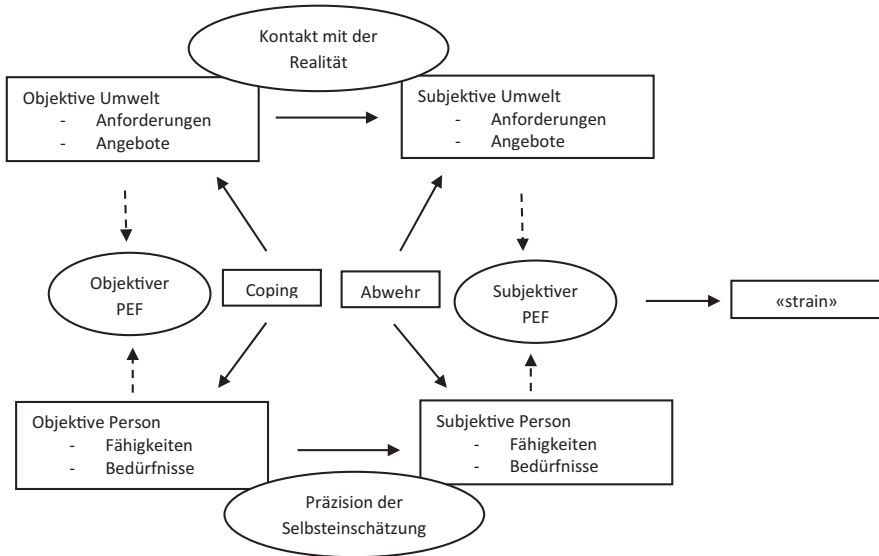 Kontakt mit der
Realität
Objektive Umwelt
- Anforderungen
- Angebote
Subjektive Umwelt
- Anforderungen
- Angebote
Objektiver
PEF
Coping
Abwehr
Subjektiver
PEF
«strain»
Objektive Person
- Fähigkeiten
- Bedürfnisse
Subjektive Person
- Fähigkeiten
- Bedürfnisse
Präzision der
Selbsteinschätzung